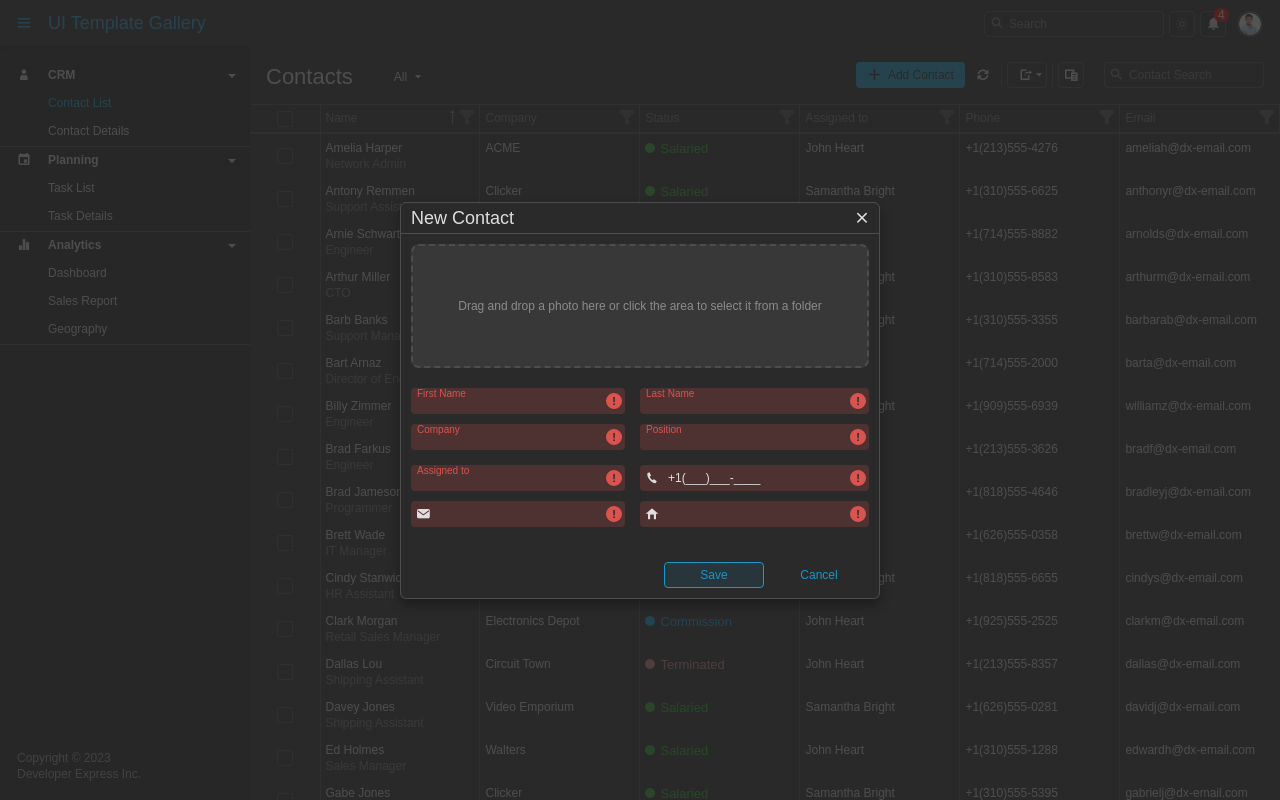 UI Template Gallery
Search
4
CRM
Contact List
Contact Details
Planning
Task List
Task Details
Analytics
Dashboard
Sales Report
Geography
Copyright © 2023
Developer Express Inc.
Contacts
All
Add Contact
Contact Search
Name Company Status Assigned to Phone Email
Amelia Harper ACME Salaried John Heart +1(213)555-4276 ameliah@dx-email.com
Network Admin
Antony Remmen Clicker Salaried Samantha Bright +1(310)555-6625 anthonyr@dx-email.com
Support Assis
Arnie Schwart +1(714)555-8882 arnolds@dx-email.com
Engineer
Arthur Miller ght +1(310)555-8583 arthurm@dx-email.com
CTO
Barb Banks ght +1(310)555-3355 barbarab@dx-email.com
Support Mana
Bart Arnaz +1(714)555-2000 barta@dx-email.com
Director of En
Billy Zimmer ght +1(909)555-6939 williamz@dx-email.com
Engineer
Brad Farkus +1(213)555-3626 bradf@dx-email.com
Engineer
Brad Jameson +1(818)555-4646 bradleyj@dx-email.com
Programmer
Brett Wade +1(626)555-0358 brettw@dx-email.com
IT Manager
Cindy Stanwic ght +1(818)555-6655 cindys@dx-email.com
HR Assistant
Clark Morgan Electronics Depot Commission John Heart +1(925)555-2525 clarkm@dx-email.com
Retail Sales Manager
Dallas Lou Circuit Town Terminated John Heart +1(213)555-8357 dallas@dx-email.com
Shipping Assistant
Davey Jones Video Emporium Salaried Samantha Bright +1(626)555-0281 davidj@dx-email.com
Shipping Assistant
Ed Holmes Walters Salaried John Heart +1(310)555-1288 edwardh@dx-email.com
Sales Manager
Gabe Jones Clicker Salaried Samantha Bright +1(310)555-5395 gabrielj@dx-email.com
New Contact
Drag and drop a photo here or click the area to select it from a folder
First Name Last Name
Company Position
Assigned to +1(___)___-____
Save Cancel